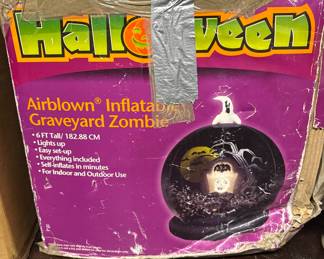 Halloween
Airblown® Inflatable
Graveyard Zombie
• 6 FT Tall/ 182.88 CM
• Lights up
• Easy set-up
• Everything included
• Self-inflates in minutes
• For Indoor and Outdoor Use